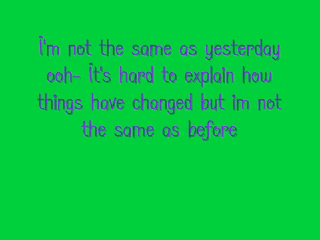 I'm not the same as yesterday
ooh- It's hard to explain how
things have changed but im not
the same as before